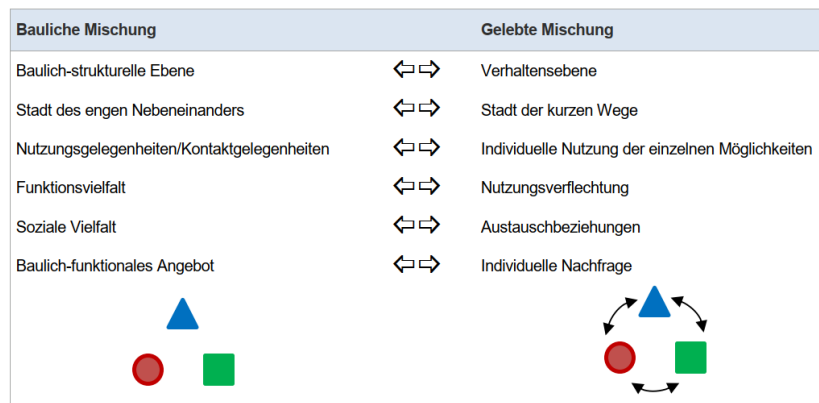 Bauliche Mischung Gelebte Mischung
Baulich-strukturelle Ebene Verhaltensebene
Stadt des engen Nebeneinanders Stadt der kurzen Wege
Nutzungsgelegenheiten/Kontaktgelegenheiten Individuelle Nutzung der einzelnen Möglichkeiten
Funktionsvielfalt Nutzungsverflechtung
Soziale Vielfalt Austauschbeziehungen
Baulich-funktionales Angebot Individuelle Nachfrage